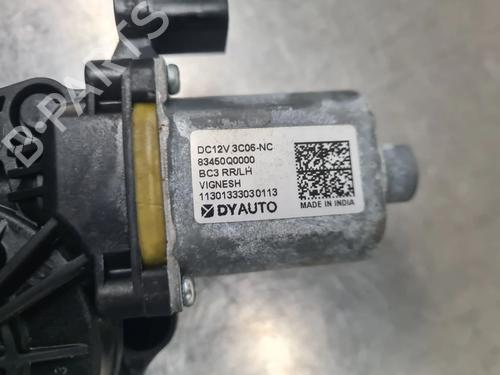 B-PARTS
DC12V 3C06-NC
83450Q0000
BC3 RR/LH
VIGNESH
11301333030113
DYAUTO
MADE IN INDIA